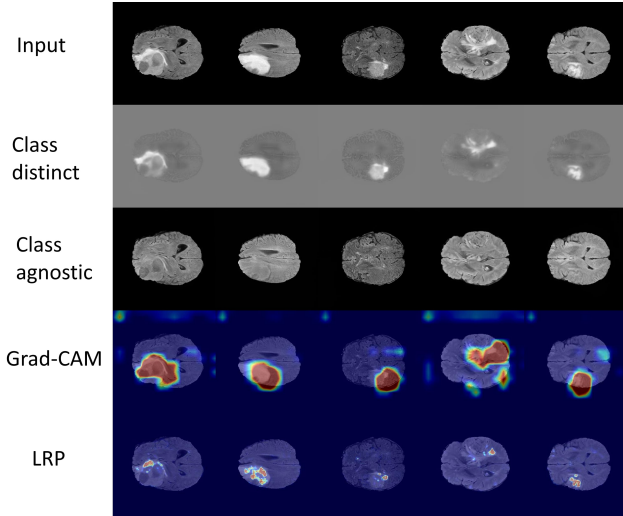 Input
Class
distinct
Class
agnostic
Grad-CAM
LRP